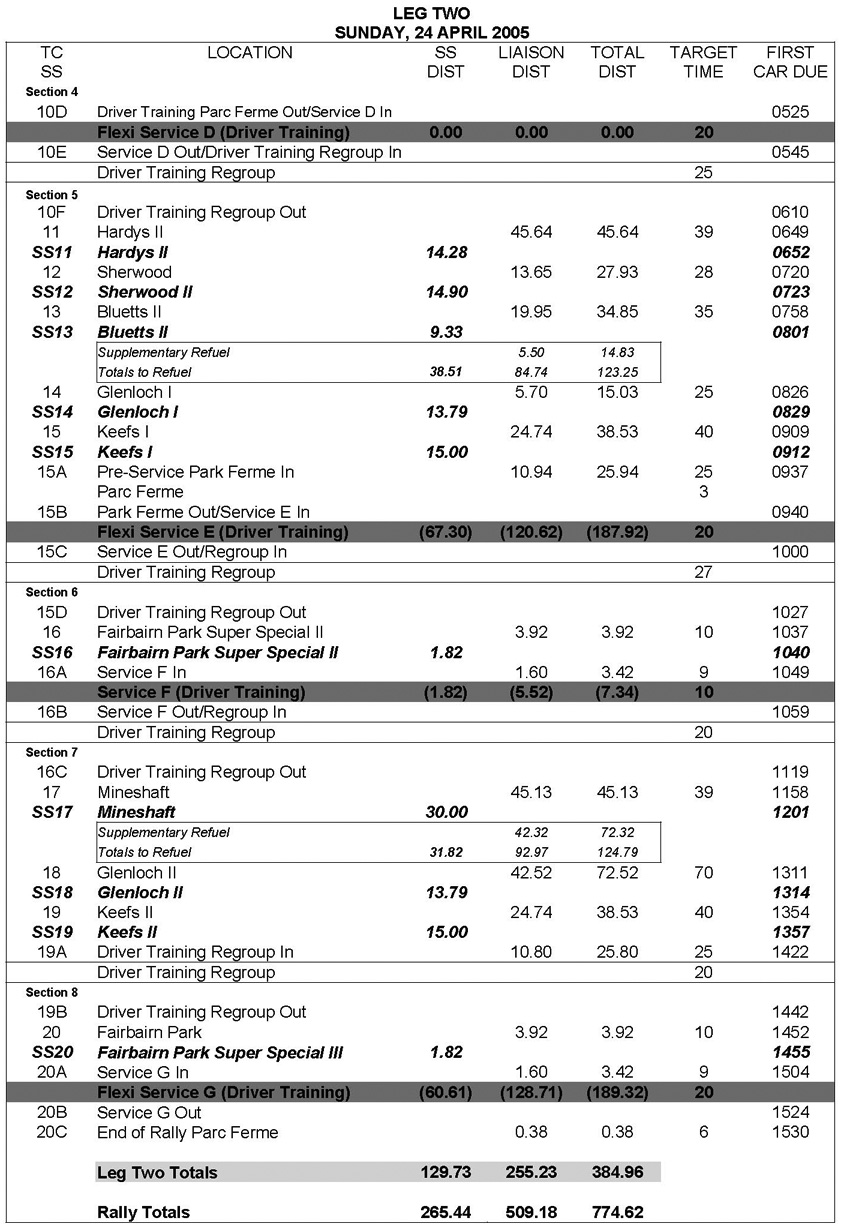 LEG TWO
SUNDAY, 24 APRIL 2005
TC LOCATION SS LIAISON TOTAL TARGET FIRST
SS DIST DIST DIST TIME CAR DUE
Section 4
10D Driver Training Parc Ferme Out/Service D In 0525
Flexi Service D (Driver Training) 0.00 0.00 0.00 20
10E Service D Out/Driver Training Regroup In 0545
Driver Training Regroup 25
Section 5
10F Driver Training Regroup Out 0610
11 Hardys II 45.64 45.64 39 0649
SS11 Hardys II 14.28 0652
12 Sherwood 13.65 27.93 28 0720
SS12 Sherwood II 14.90 0723
13 Bluetts II 19.95 34.85 35 0758
SS13 Bluetts II 9.33 0801
Supplementary Refuel 5.50 14.83
Totals to Refuel 38.51 84.74 123.25
14 Glenloch I 5.70 15.03 25 0826
SS14 Glenloch I 13.79 0829
15 Keefs I 24.74 38.53 40 0909
SS15 Keefs I 15.00 0912
15A Pre-Service Park Ferme In 10.94 25.94 25 0937
Parc Ferme 3
15B Park Ferme Out/Service E In 0940
Flexi Service E (Driver Training) (67.30) (120.62) (187.92) 20
15C Service E Out/Regroup In 1000
Driver Training Regroup 27
Section 6
15D Driver Training Regroup Out 1027
16 Fairbairn Park Super Special II 3.92 3.92 10 1037
SS16 Fairbairn Park Super Special II 1.82 1040
16A Service F In 1.60 3.42 9 1049
Service F (Driver Training) (1.82) (5.52) (7.34) 10
16B Service F Out/Regroup In 1059
Driver Training Regroup 20
Section 7
16C Driver Training Regroup Out 1119
17 Mineshaft 45.13 45.13 39 1158
SS17 Mineshaft 30.00 1201
Supplementary Refuel 42.32 72.32
Totals to Refuel 31.82 92.97 124.79
18 Glenloch II 42.52 72.52 70 1311
SS18 Glenloch II 13.79 1314
19 Keefs II 24.74 38.53 40 1354
SS19 Keefs II 15.00 1357
19A Driver Training Regroup In 10.80 25.80 25 1422
Driver Training Regroup 20
Section 8
19B Driver Training Regroup Out 1442
20 Fairbairn Park 3.92 3.92 10 1452
SS20 Fairbairn Park Super Special III 1.82 1455
20A Service G In 1.60 3.42 9 1504
Flexi Service G (Driver Training) (60.61) (128.71) (189.32) 20
20B Service G Out 1524
20C End of Rally Parc Ferme 0.38 0.38 6 1530
Leg Two Totals 129.73 255.23 384.96
Rally Totals 265.44 509.18 774.62